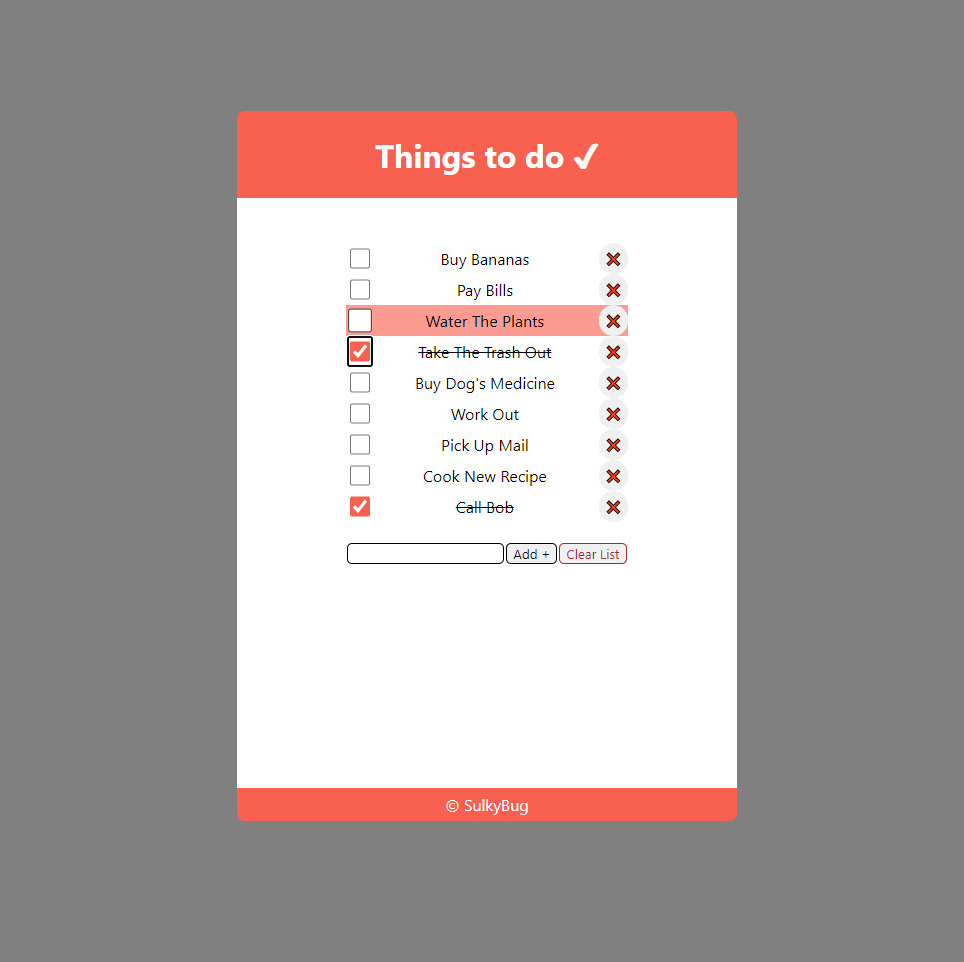 Things to do ✔
Buy Bananas
Pay Bills
Water The Plants
Take The Trash Out
Buy Dog's Medicine
Work Out
Pick Up Mail
Cook New Recipe
Call Bob
Add + Clear List
© SulkyBug